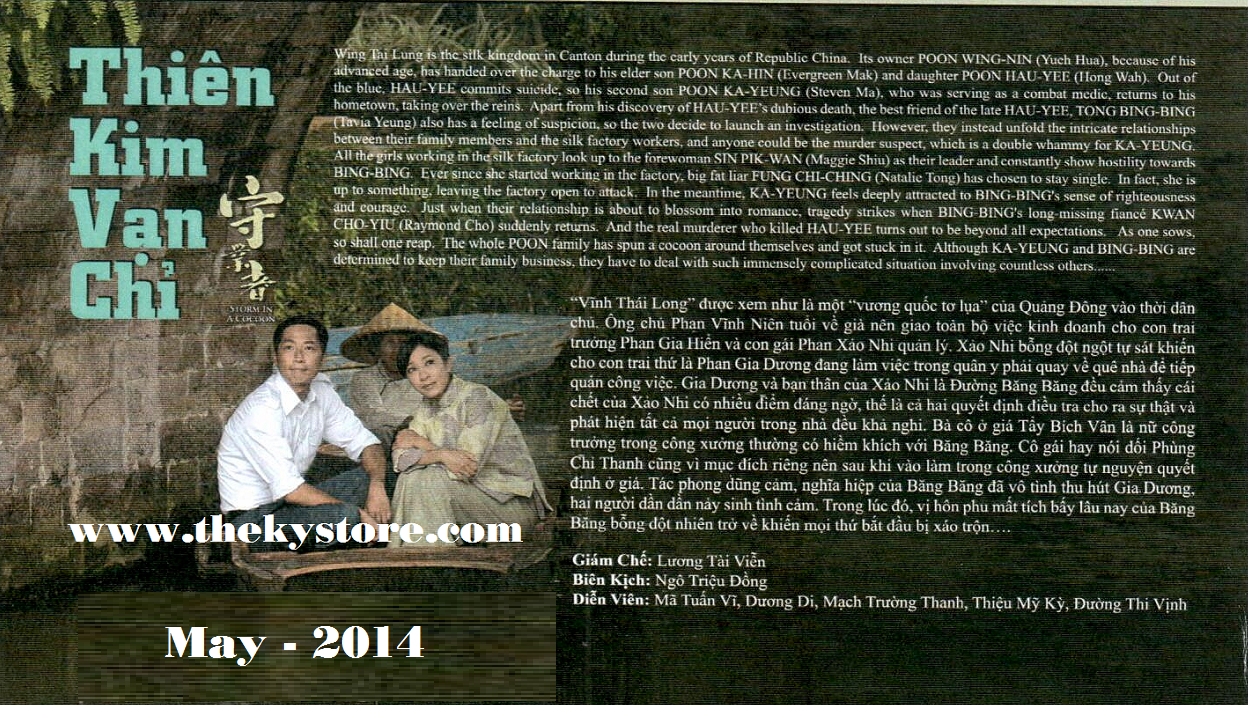 Thiên
Kim
Vạn
Chỉ
守業者
STORM IN
A COCOON
Wing Tai Lung is the silk kingdom in Canton during the early years of Republic China. Its owner POON WING-NIN (Yueh Hua), because of his
advanced age, has handed over the charge to his elder son POON KA-HIN (Evergreen Mak) and daughter POON HAU-YEE (Hong Wah). Out of
the blue, HAU-YEE commits suicide, so his second son POON KA-YEUNG (Steven Ma), who was serving as a combat medic, returns to his
hometown, taking over the reins. Apart from his discovery of HAU-YEE's dubious death, the best friend of the late HAU-YEE, TONG BING-BING
(Tavia Yeung) also has a feeling of suspicion, so the two decide to launch an investigation. However, they instead unfold the intricate relationships
between their family members and the silk factory workers, and anyone could be the murder suspect, which is a double whammy for KA-YEUNG.
All the girls working in the silk factory look up to the forewoman SIN PIK-WAN (Maggie Shiu) as their leader and constantly show hostility towards
BING-BING. Ever since she started working in the factory, big fat liar FUNG CHI-CHING (Natalie Tong) has chosen to stay single. In fact, she is
up to something, leaving the factory open to attack. In the meantime, KA-YEUNG feels deeply attracted to BING-BING's sense of righteousness
and courage. Just when their relationship is about to blossom into romance, tragedy strikes when BING-BING's long-missing fiancé KWAN
CHO-YIU (Raymond Cho) suddenly returns. And the real murderer who killed HAU-YEE turns out to be beyond all expectations. As one sows,
so shall one reap. The whole POON family has spun a cocoon around themselves and got stuck in it. Although KA-YEUNG and BING-BING are
determined to keep their family business, they have to deal with such immensely complicated situation involving countless others......
“Vĩnh Thái Long” được xem như là một “vương quốc tơ lụa” của Quảng Đông vào thời dân
chủ. Ông chủ Phan Vĩnh Niên tuổi về già nên giao toàn bộ việc kinh doanh cho con trai
trưởng Phan Gia Hiển và con gái Phan Xảo Nhi quản lý. Xảo Nhi bỗng đột ngột tự sát khiến
cho con trai thứ là Phan Gia Dương đang làm việc trong quân y phải quay về quê nhà để tiếp
quản công việc. Gia Dương và bạn thân của Xảo Nhi là Đường Băng Băng đều cảm thấy cái
chết của Xảo Nhi có nhiều điểm đáng ngờ, thế là cả hai quyết định điều tra cho ra sự thật và
phát hiện tất cả mọi người trong nhà đều khả nghi. Bà cô ở giá Tẩy Bích Vân là nữ công
trưởng trong công xưởng thường có hiềm khích với Băng Băng. Cô gái hay nói dối Phùng
Chi Thanh cũng vì mục đích riêng nên sau khi vào làm trong công xưởng tự nguyện quyết
định ở giá. Tác phong dũng cảm, nghĩa hiệp của Băng Băng đã vô tình thu hút Gia Dương,
hai người dần dần nảy sinh tình cảm. Trong lúc đó, vị hôn phu mất tích bấy lâu nay của Băng
Băng bỗng đột nhiên trở về khiến mọi thứ bắt đầu bị xáo trộn….
Giám Chế: Lương Tài Viễn
Biên Kịch: Ngô Triệu Đồng
Diễn Viên: Mã Tuấn Vĩ, Dương Di, Mạch Trường Thanh, Thiệu Mỹ Kỳ, Đường Thi Vịnh
www.thekystore.com
May - 2014